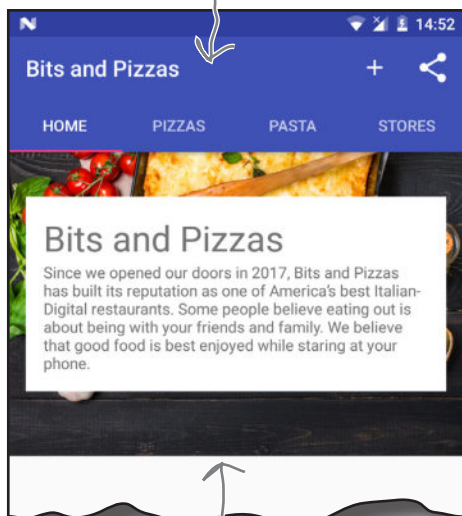 14:52
Bits and Pizzas
HOME PIZZAS PASTA STORES
Bits and Pizzas
Since we opened our doors in 2017, Bits and Pizzas
has built its reputation as one of America's best Italian-
Digital restaurants. Some people believe eating out is
about being with your friends and family. We believe
that good food is best enjoyed while staring at your
phone.